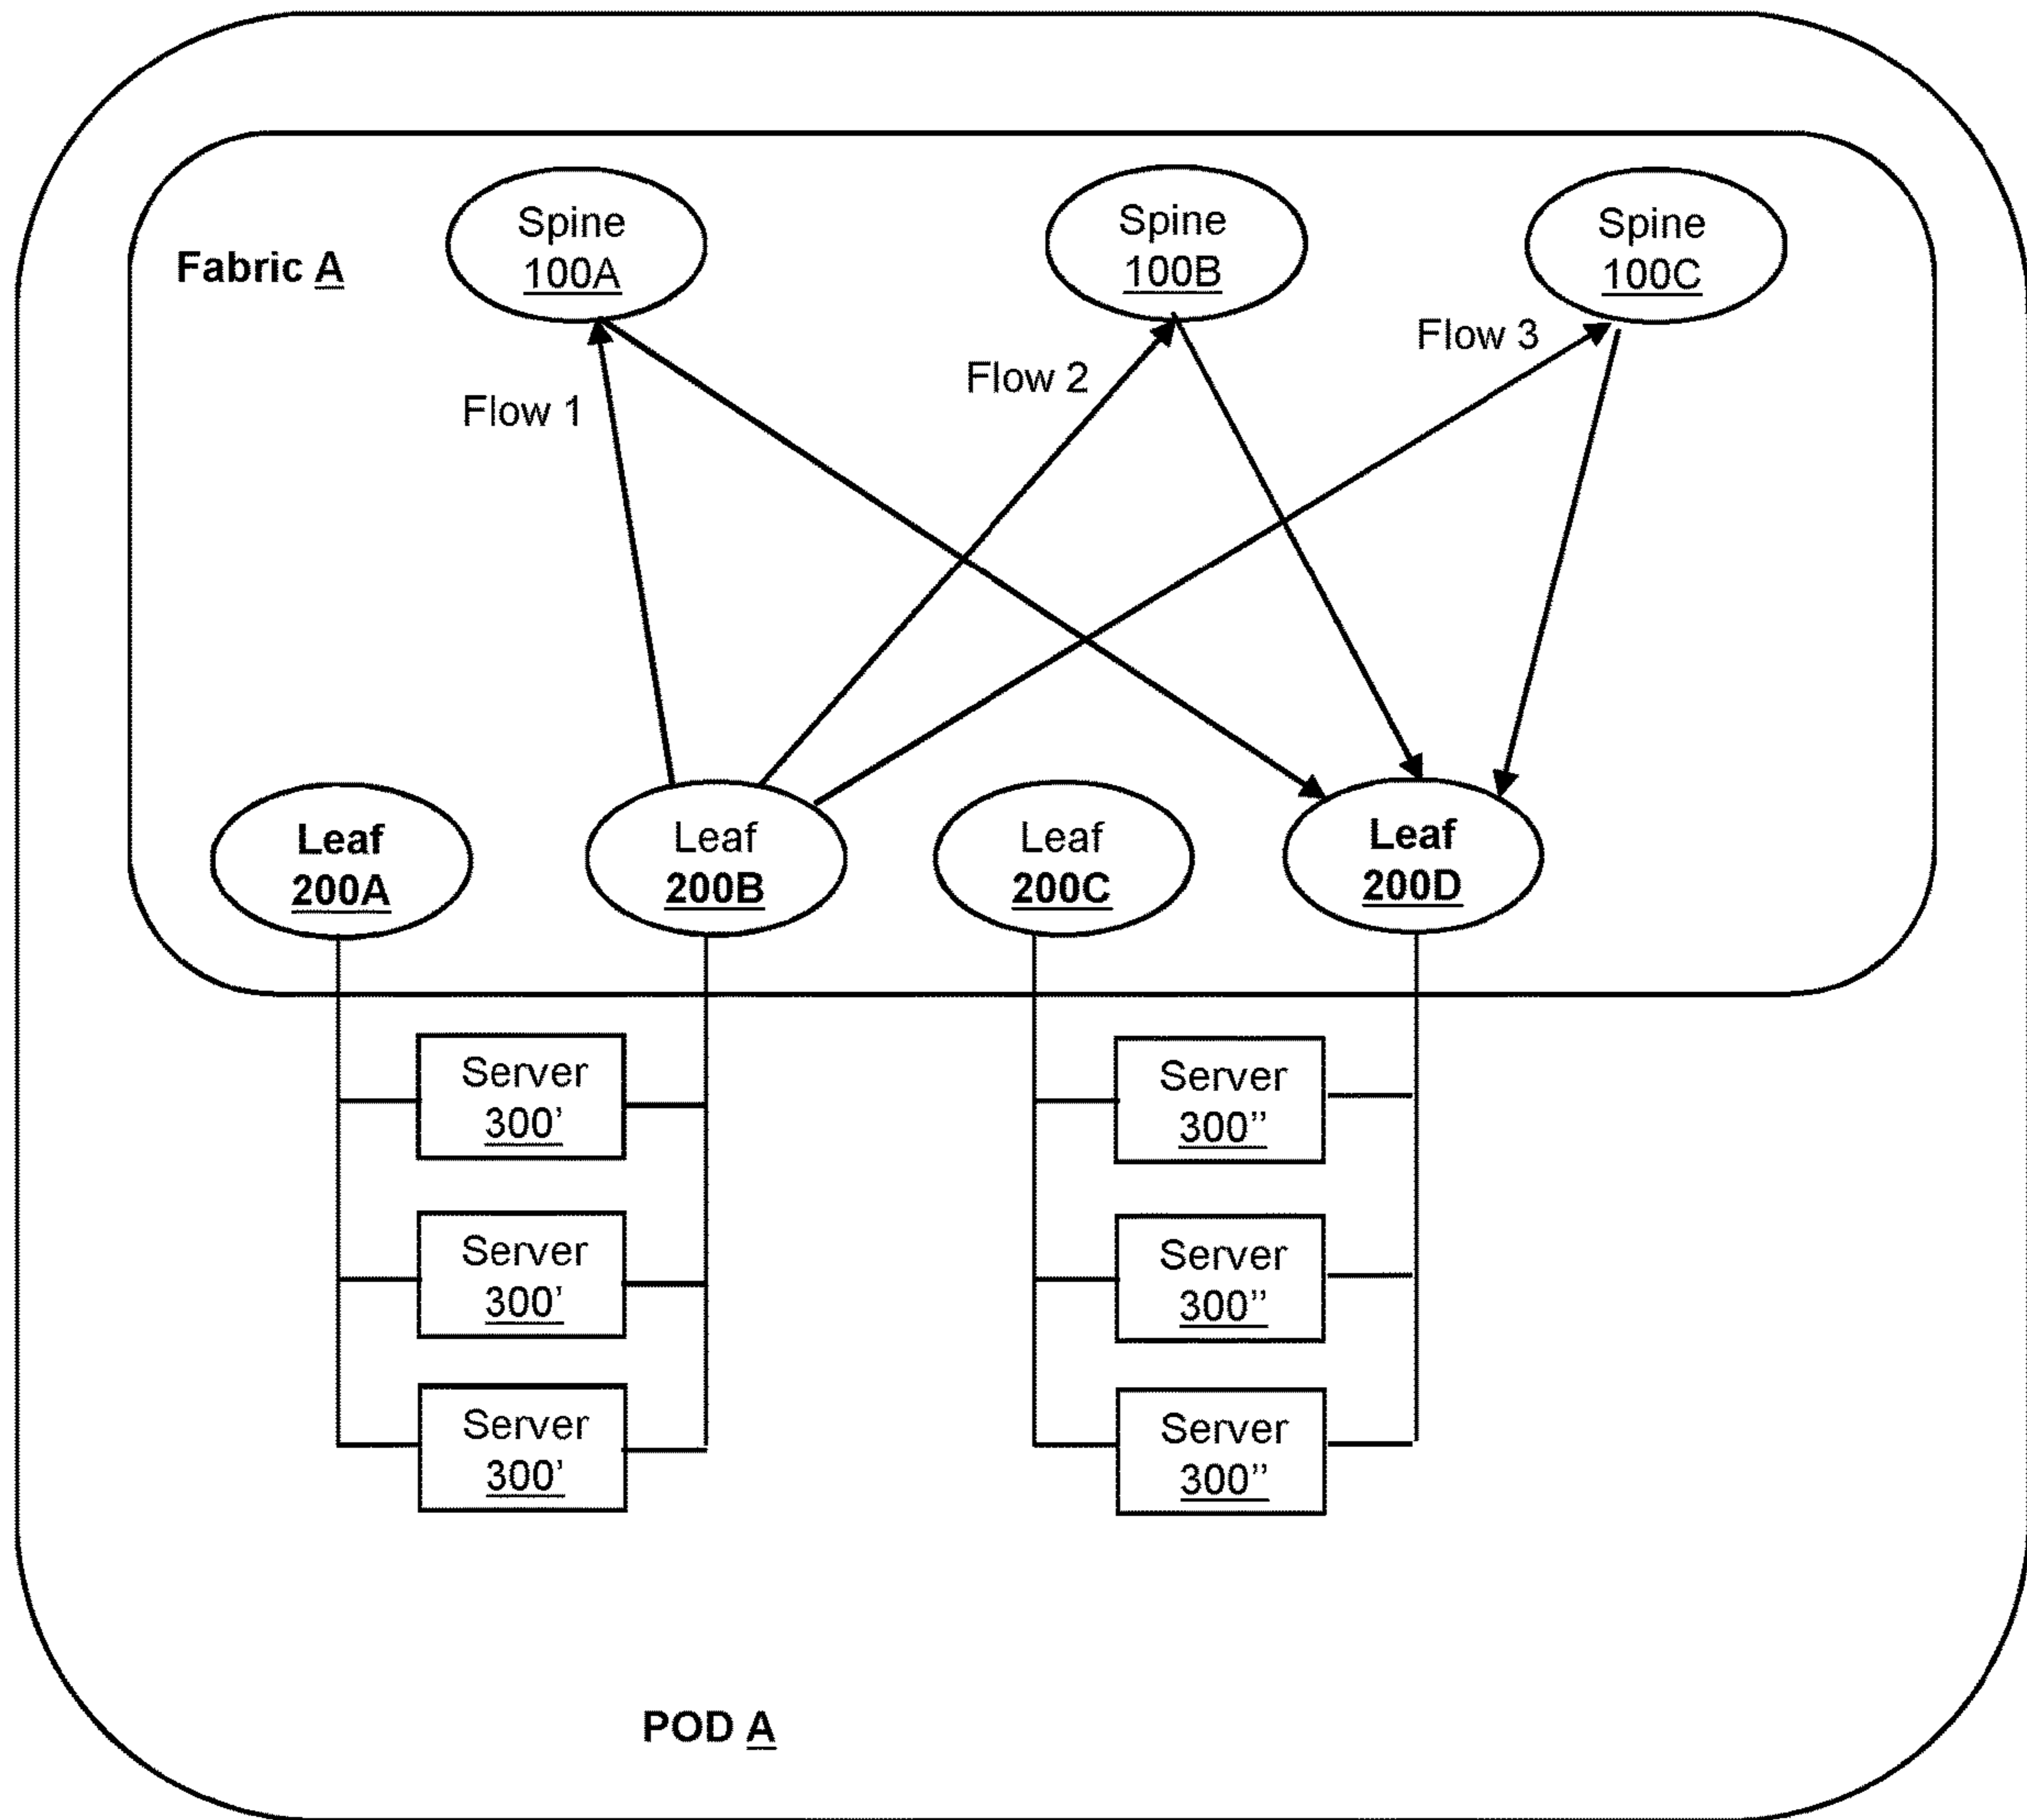 Fabric A
Spine
100A
Spine
100B
Spine
100C
Flow 1
Flow 2
Flow 3
Leaf
200A
Leaf
200B
Leaf
200C
Leaf
200D
Server
300’
Server
300’’
Server
300’
Server
300’’
Server
300’
Server
300’’
POD A